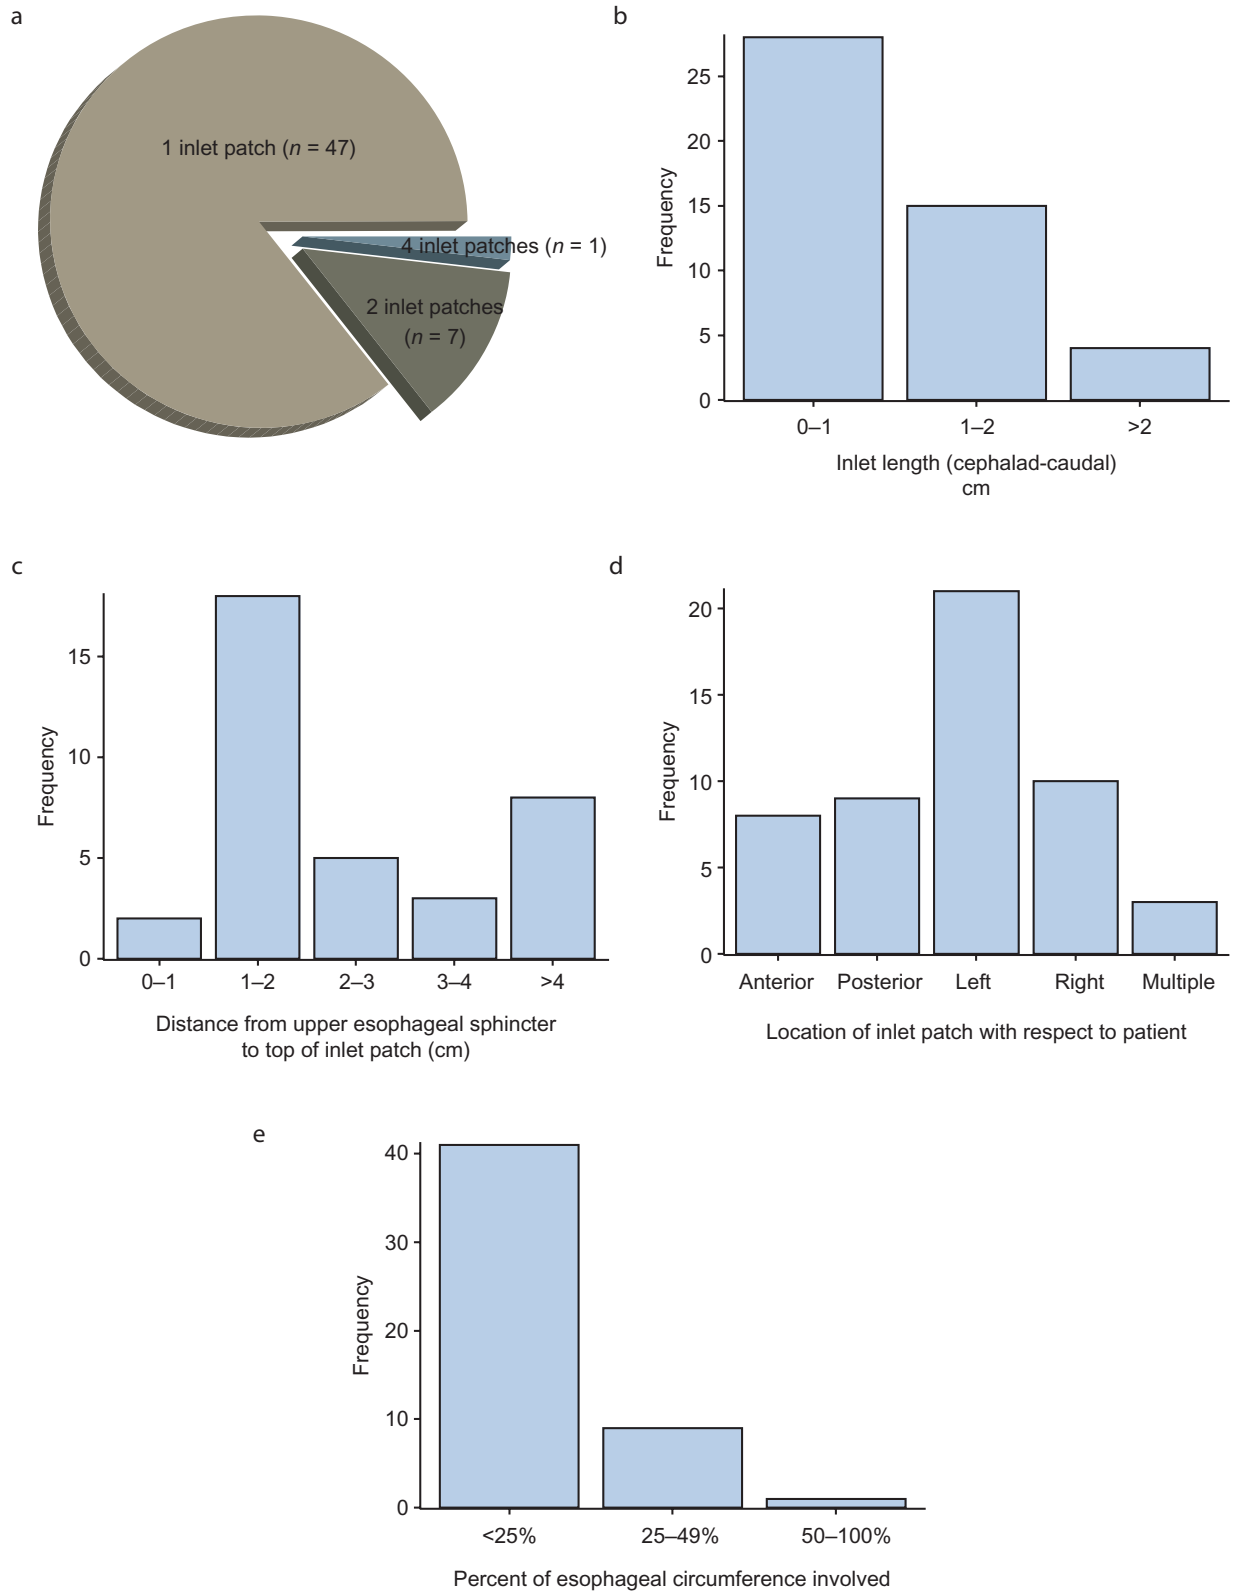 a
1 inlet patch (n = 47)
4 inlet patches (n = 1)
2 inlet patches
(n = 7)
b
Frequency
25
20
15
10
5
0
0–1
1–2
>2
Inlet length (cephalad-caudal)
cm
c
Frequency
15
10
5
0
0–1
1–2
2–3
3–4
>4
Distance from upper esophageal sphincter
to top of inlet patch (cm)
d
Frequency
20
15
10
5
0
Anterior
Posterior
Left
Right
Multiple
Location of inlet patch with respect to patient
e
Frequency
40
30
20
10
0
<25%
25–49%
50–100%
Percent of esophageal circumference involved